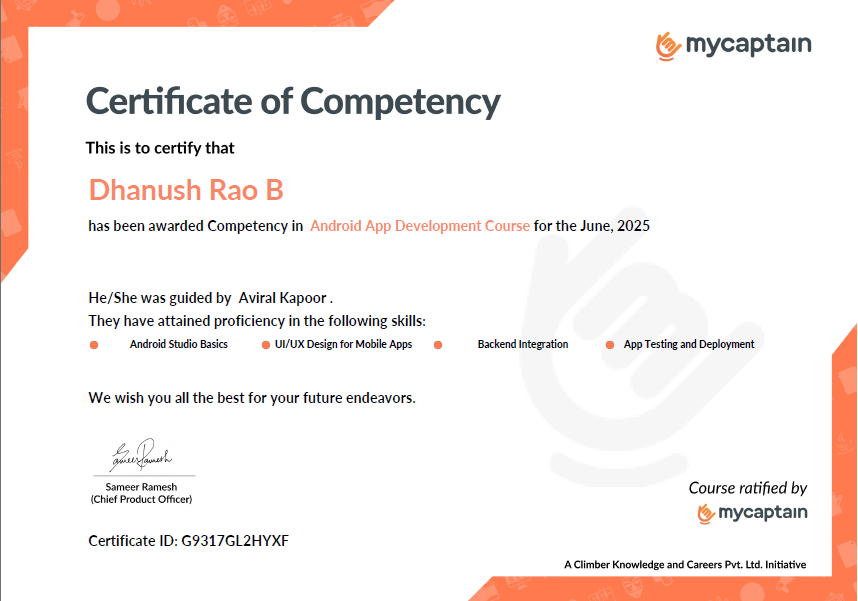 mycaptain
Certificate of Competency
This is to certify that
Dhanush Rao B
has been awarded Competency in Android App Development Course for the June, 2025
He/She was guided by Aviral Kapoor .
They have attained proficiency in the following skills:
Android Studio Basics UI/UX Design for Mobile Apps Backend Integration App Testing and Deployment
We wish you all the best for your future endeavors.
Sameer Ramesh
Sameer Ramesh
(Chief Product Officer)
Course ratified by
mycaptain
Certificate ID: G9317GL2HYXF
A Climber Knowledge and Careers Pvt. Ltd. Initiative